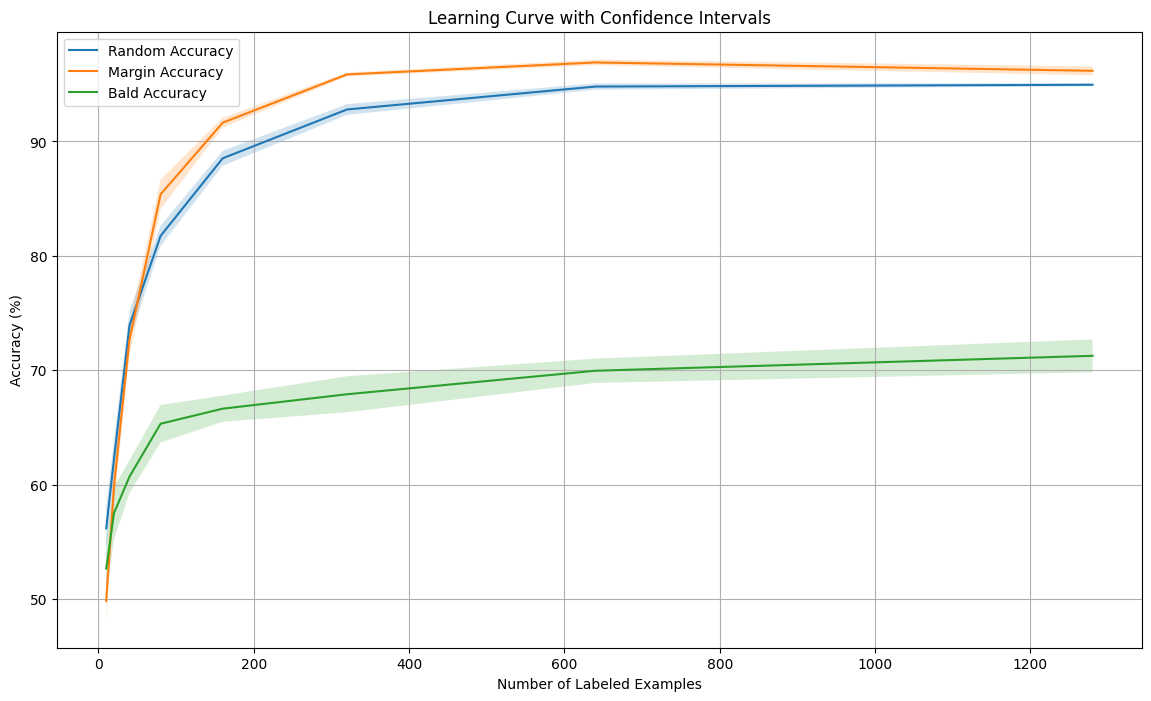 Learning Curve with Confidence Intervals
Random Accuracy
Margin Accuracy
Bald Accuracy
Accuracy (%)
90
80
70
60
50
0 200 400 600 800 1000 1200
Number of Labeled Examples